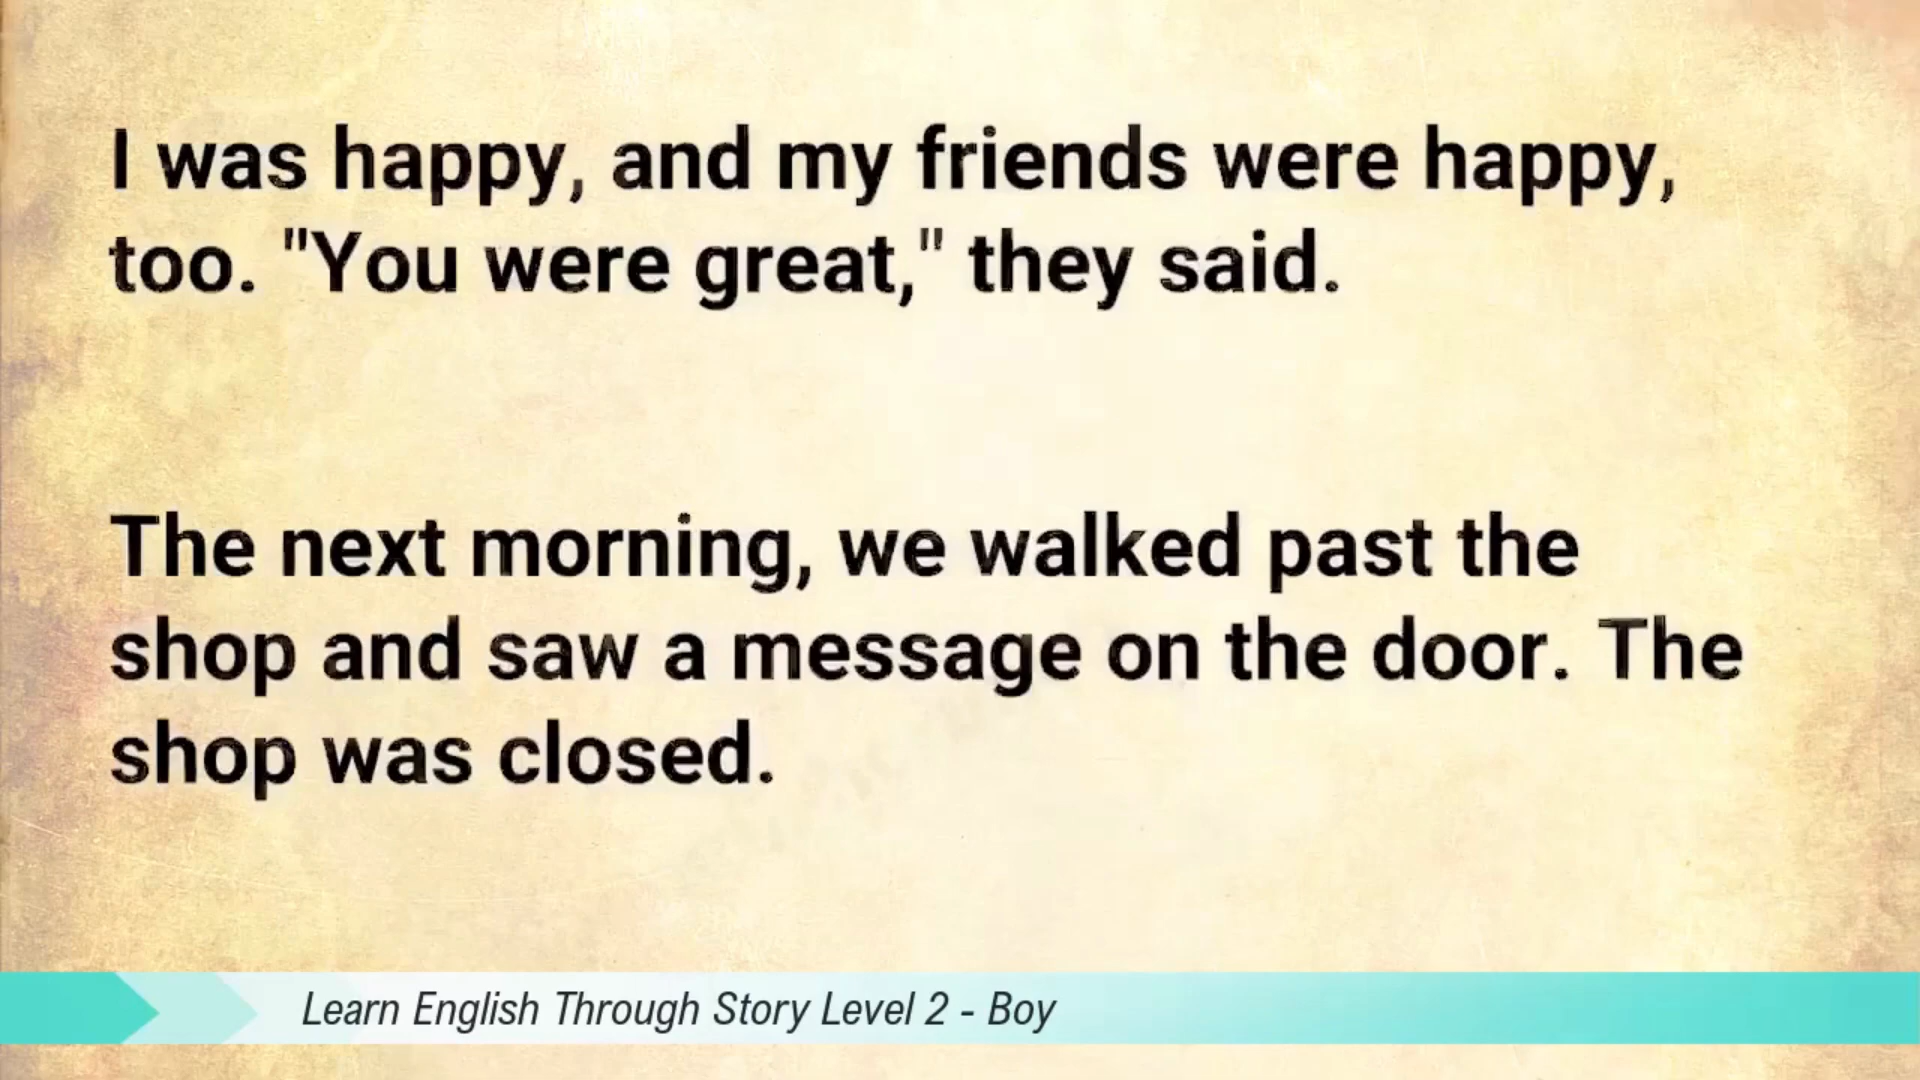 I was happy, and my friends were happy,
too. "You were great," they said.
The next morning, we walked past the
shop and saw a message on the door. The
shop was closed.
Learn English Through Story Level 2 - Boy